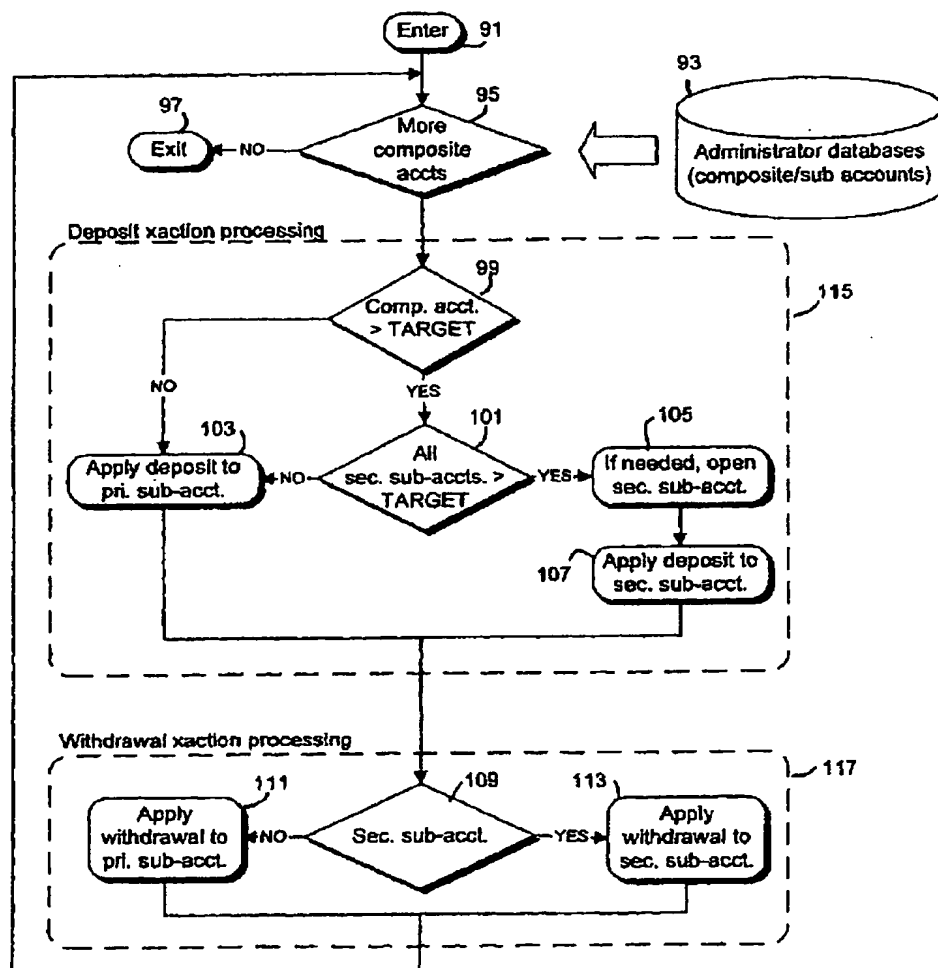 Enter
91
93
97
95
Exit
NO
More
composite
accts
Administrator databases
(composite/sub accounts)
Deposit xaction processing
99
115
Comp. acct.
> TARGET
NO
YES
103
101
105
Apply deposit to
pri. sub-acct.
NO
All
sec. sub-accts. >
TARGET
YES
If needed, open
sec. sub-acct.
107
Apply deposit to
sec. sub-acct.
Withdrawal xaction processing
111
109
113
117
Apply
withdrawal to
pri. sub-acct.
NO
Sec. sub-acct.
YES
Apply
withdrawal to
sec. sub-acct.